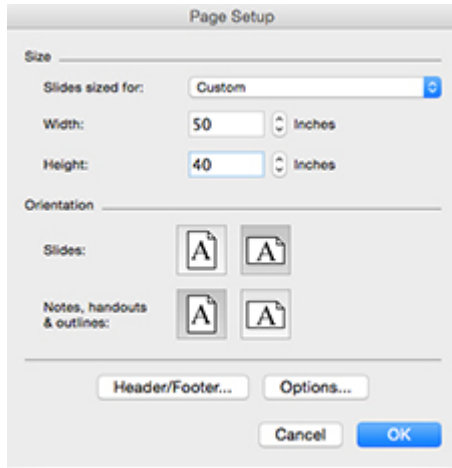 Page Setup
Size
Slides sized for: Custom
Width: 50 Inches
Height: 40 Inches
Orientation
Slides: A A
Notes, handouts
& outlines: A A
Header/Footer... Options...
Cancel OK